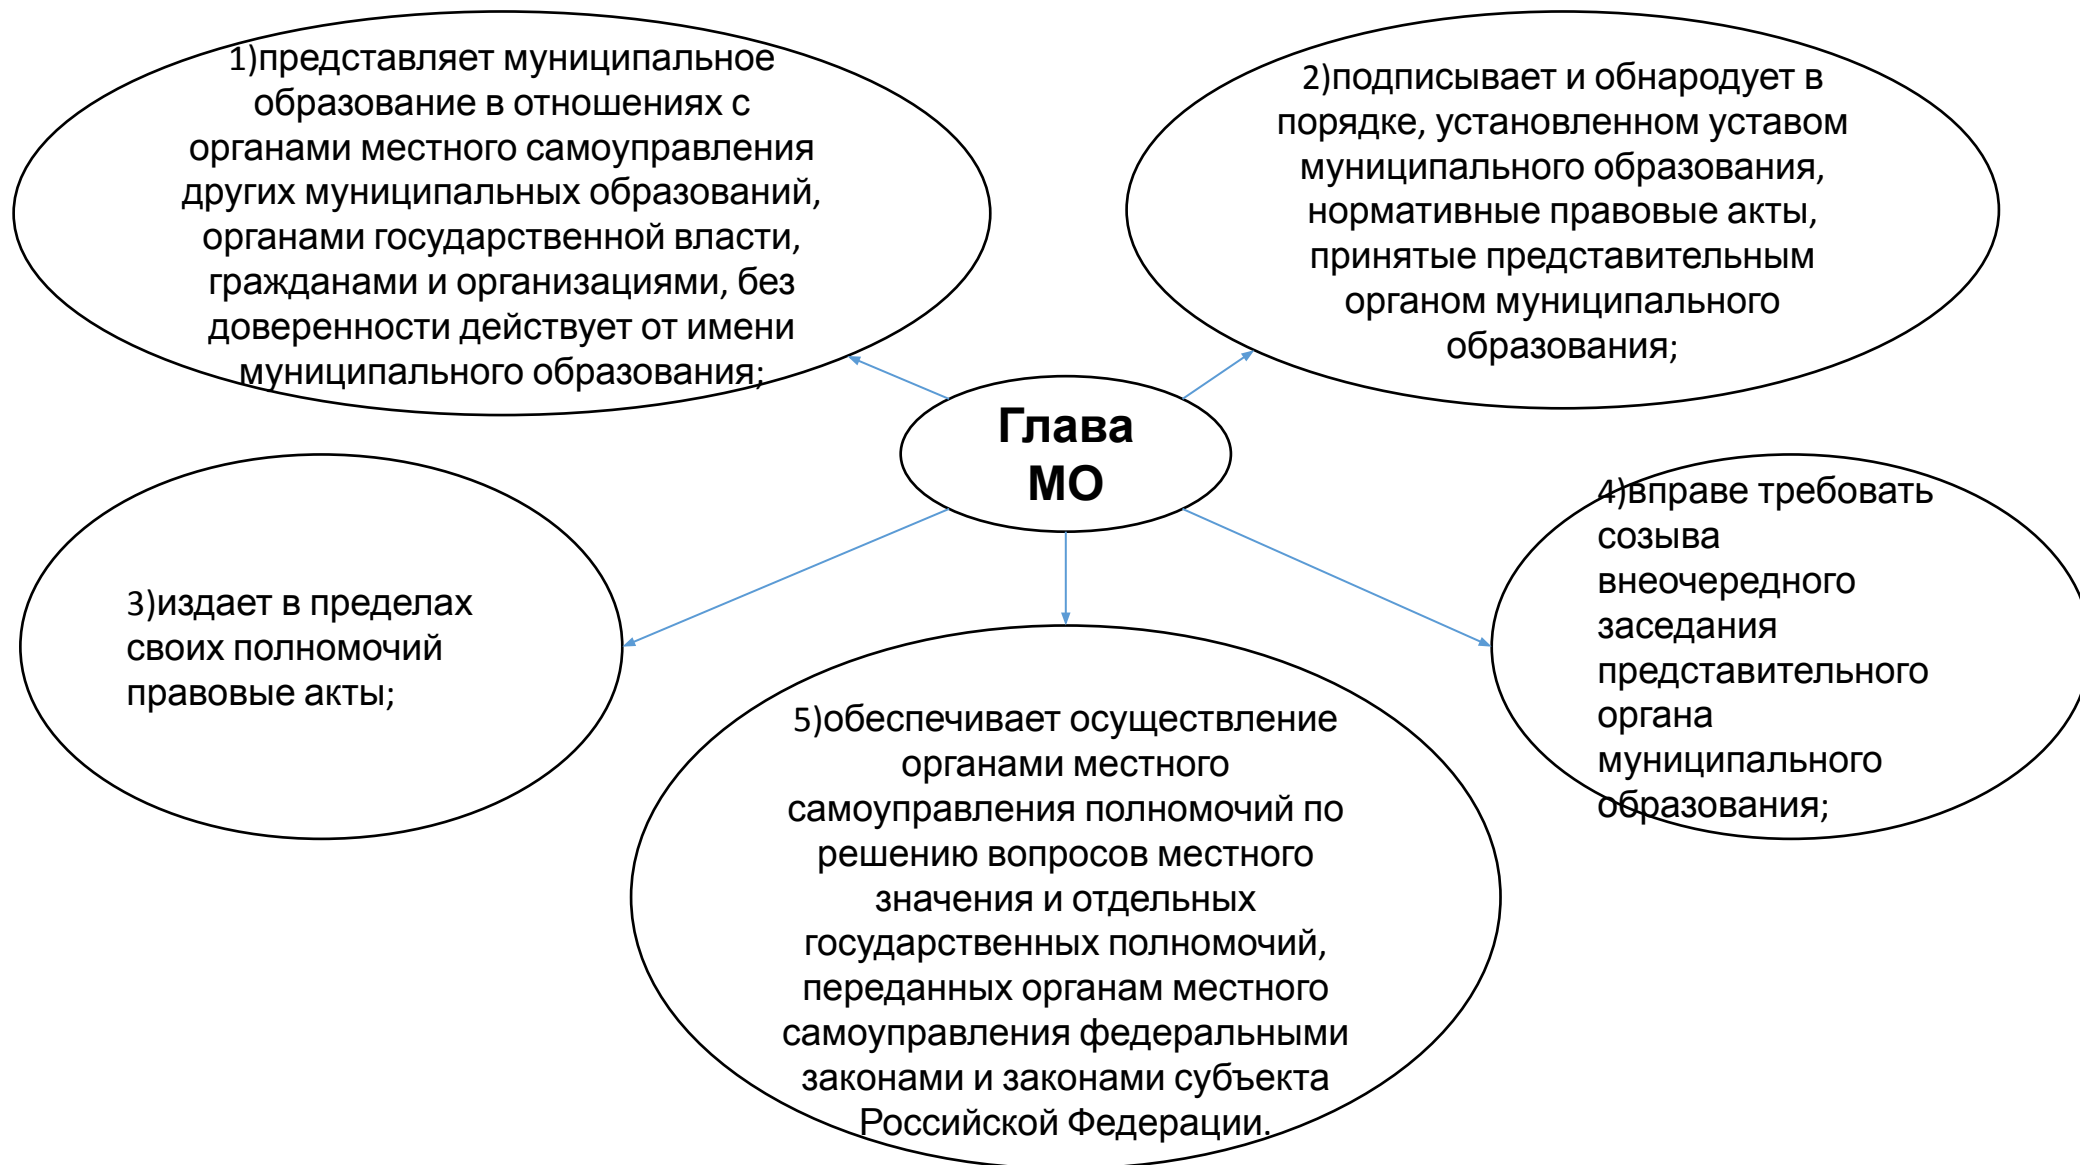 1)представляет муниципальное
образование в отношениях с
органами местного самоуправления
других муниципальных образований,
органами государственной власти,
гражданами и организациями, без
доверенности действует от имени
муниципального образования;
2)подписывает и обнародует в
порядке, установленном уставом
муниципального образования,
нормативные правовые акты,
принятые представительным
органом муниципального
образования;
Глава
МО
3)издает в пределах
своих полномочий
правовые акты;
4)вправе требовать
созыва
внеочередного
заседания
представительного
органа
муниципального
образования;
5)обеспечивает осуществление
органами местного
самоуправления полномочий по
решению вопросов местного
значения и отдельных
государственных полномочий,
переданных органам местного
самоуправления федеральными
законами и законами субъекта
Российской Федерации.